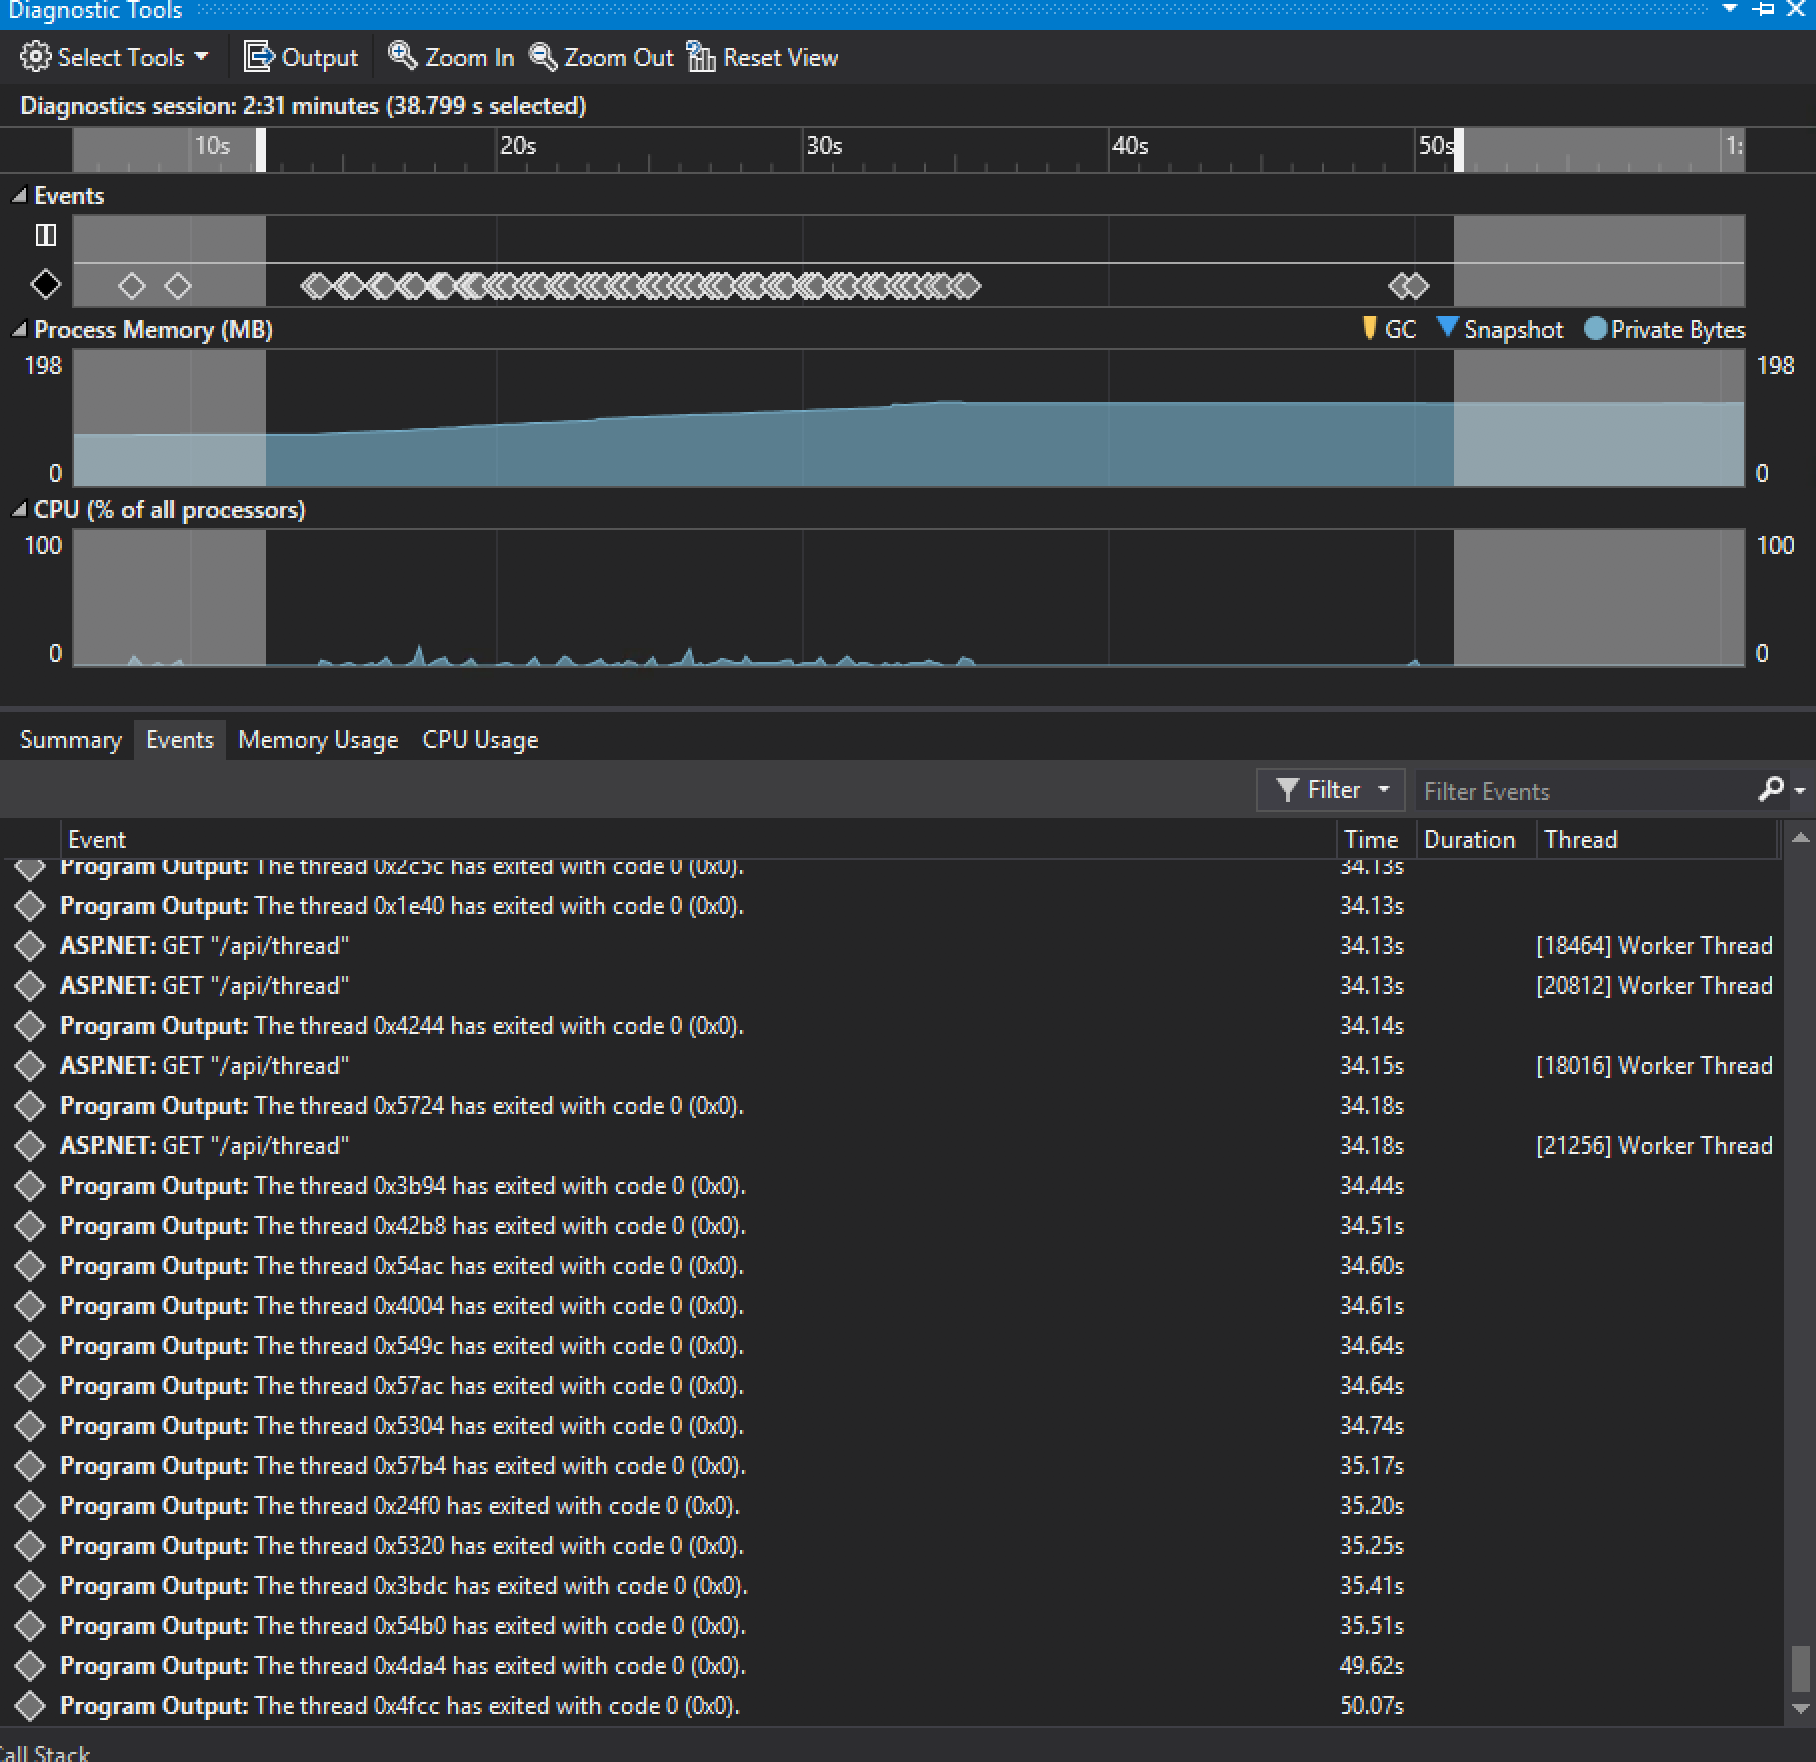 Diagnostic Tools
Select Tools Output Zoom In Zoom Out Reset View
Diagnostics session: 2:31 minutes (38.799 s selected)
10s 20s 30s 40s 50s 1:
Events
Process Memory (MB) GC Snapshot Private Bytes
198 198
0 0
CPU (% of all processors)
100 100
0 0
Summary Events Memory Usage CPU Usage
Filter Filter Events
Event Time Duration Thread
Program Output: The thread 0x2c5c has exited with code 0 (0x0). 34.13s
Program Output: The thread 0x1e40 has exited with code 0 (0x0). 34.13s
ASP.NET: GET "/api/thread" 34.13s [18464] Worker Thread
ASP.NET: GET "/api/thread" 34.13s [20812] Worker Thread
Program Output: The thread 0x4244 has exited with code 0 (0x0). 34.14s
ASP.NET: GET "/api/thread" 34.15s [18016] Worker Thread
Program Output: The thread 0x5724 has exited with code 0 (0x0). 34.18s
ASP.NET: GET "/api/thread" 34.18s [21256] Worker Thread
Program Output: The thread 0x3b94 has exited with code 0 (0x0). 34.44s
Program Output: The thread 0x42b8 has exited with code 0 (0x0). 34.51s
Program Output: The thread 0x54ac has exited with code 0 (0x0). 34.60s
Program Output: The thread 0x4004 has exited with code 0 (0x0). 34.61s
Program Output: The thread 0x549c has exited with code 0 (0x0). 34.64s
Program Output: The thread 0x57ac has exited with code 0 (0x0). 34.64s
Program Output: The thread 0x5304 has exited with code 0 (0x0). 34.74s
Program Output: The thread 0x57b4 has exited with code 0 (0x0). 35.17s
Program Output: The thread 0x24f0 has exited with code 0 (0x0). 35.20s
Program Output: The thread 0x5320 has exited with code 0 (0x0). 35.25s
Program Output: The thread 0x3bdc has exited with code 0 (0x0). 35.41s
Program Output: The thread 0x54b0 has exited with code 0 (0x0). 35.51s
Program Output: The thread 0x4da4 has exited with code 0 (0x0). 49.62s
Program Output: The thread 0x4fcc has exited with code 0 (0x0). 50.07s
Call Stack